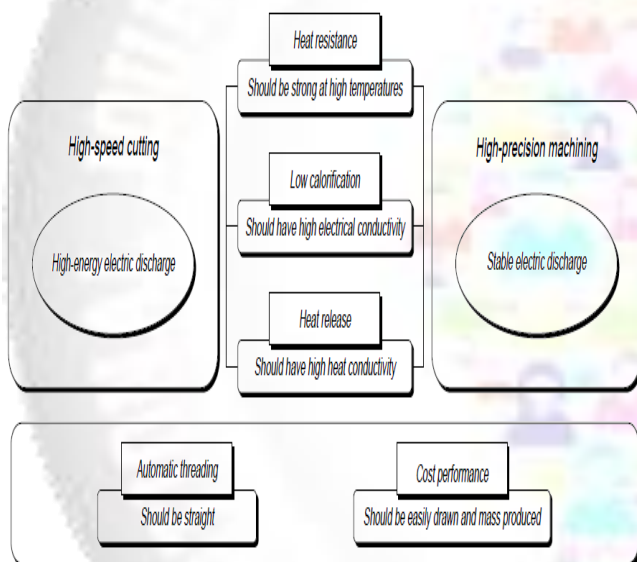 Heat resistance
Should be strong at high temperatures
High-speed cutting
High-energy electric discharge
Low calorification
Should have high electrical conductivity
Heat release
Should have high heat conductivity
High-precision machining
Stable electric discharge
Automatic threading
Should be straight
Cost performance
Should be easily drawn and mass produced